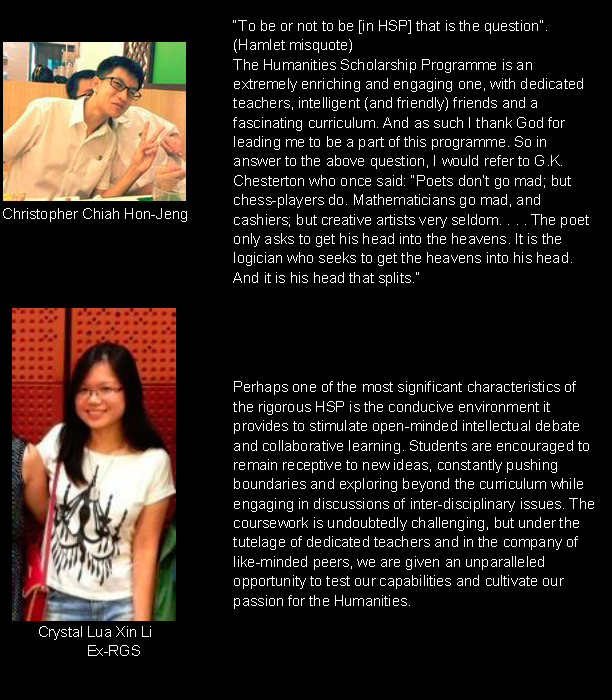 "To be or not to be [in HSP] that is the question".
(Hamlet misquote)
The Humanities Scholarship Programme is an
extremely enriching and engaging one, with dedicated
teachers, intelligent (and friendly) friends and a
fascinating curriculum. And as such I thank God for
leading me to be a part of this programme. So in
answer to the above question, I would refer to G.K.
Chesterton who once said: "Poets don't go mad; but
chess-players do. Mathematicians go mad, and
cashiers; but creative artists very seldom. . . . The poet
only asks to get his head into the heavens. It is the
logician who seeks to get the heavens into his head.
And it is his head that splits."
Christopher Chiah Hon-Jeng
Perhaps one of the most significant characteristics of
the rigorous HSP is the conducive environment it
provides to stimulate open-minded intellectual debate
and collaborative learning. Students are encouraged to
remain receptive to new ideas, constantly pushing
boundaries and exploring beyond the curriculum while
engaging in discussions of inter-disciplinary issues. The
coursework is undoubtedly challenging, but under the
tutelage of dedicated teachers and in the company of
like-minded peers, we are given an unparalleled
opportunity to test our capabilities and cultivate our
passion for the Humanities.
Crystal Lua Xin Li
Ex-RGS